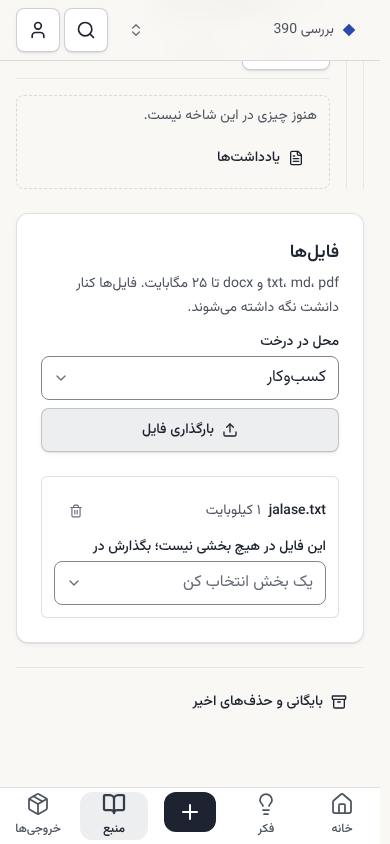 بررسی 390
هنوز چیزی در این شاخه نیست.
یادداشت‌ها
فایل‌ها
txt، md، pdf و docx تا ۲۵ مگابایت. فایل‌ها کنار
دانشت نگه داشته می‌شوند.
محل در درخت
کسب‌وکار
بارگذاری فایل
jalase.txt ۱ کیلوبایت
این فایل در هیچ بخشی نیست؛ بگذارش در
یک بخش انتخاب کن
بایگانی و حذف‌های اخیر
خانه
فکر
منبع
خروجی‌ها